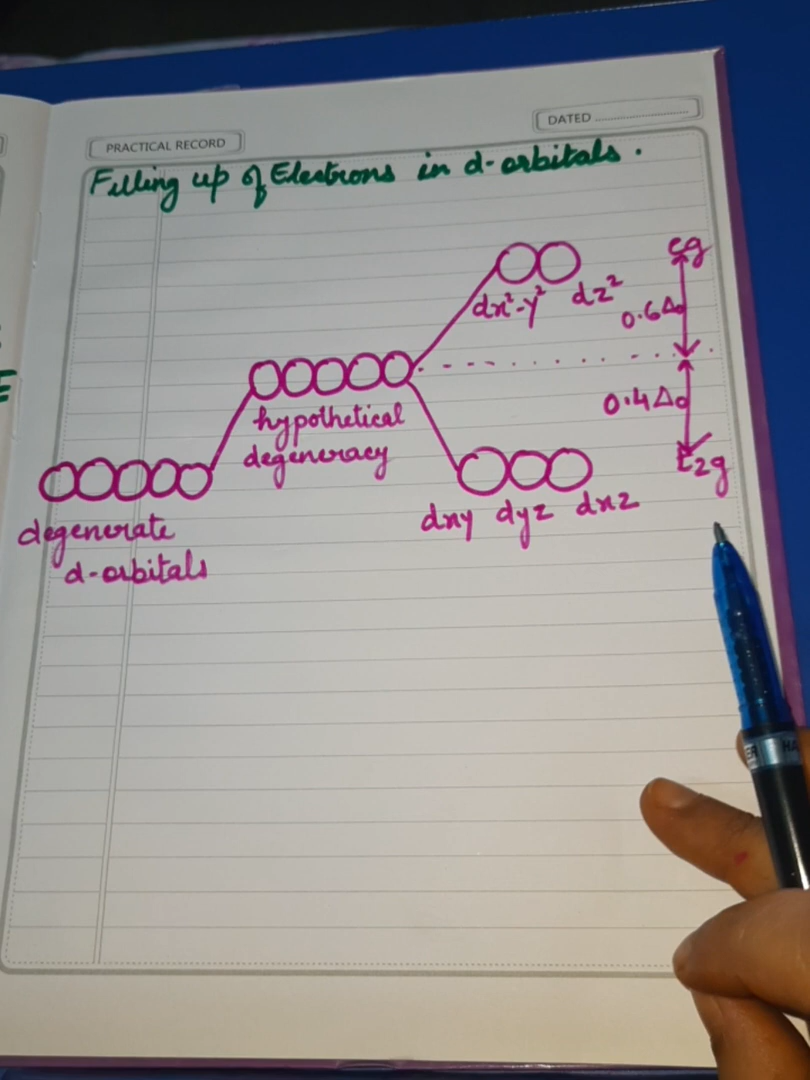 PRACTICAL RECORD
DATED
Filling up of Electrons in d-orbitals.
eg
dx²-y² dz²
0.6Δo
hypothetical
degeneracy
0.4Δo
t2g
dxy dyz dxz
degenerate
d-orbitals